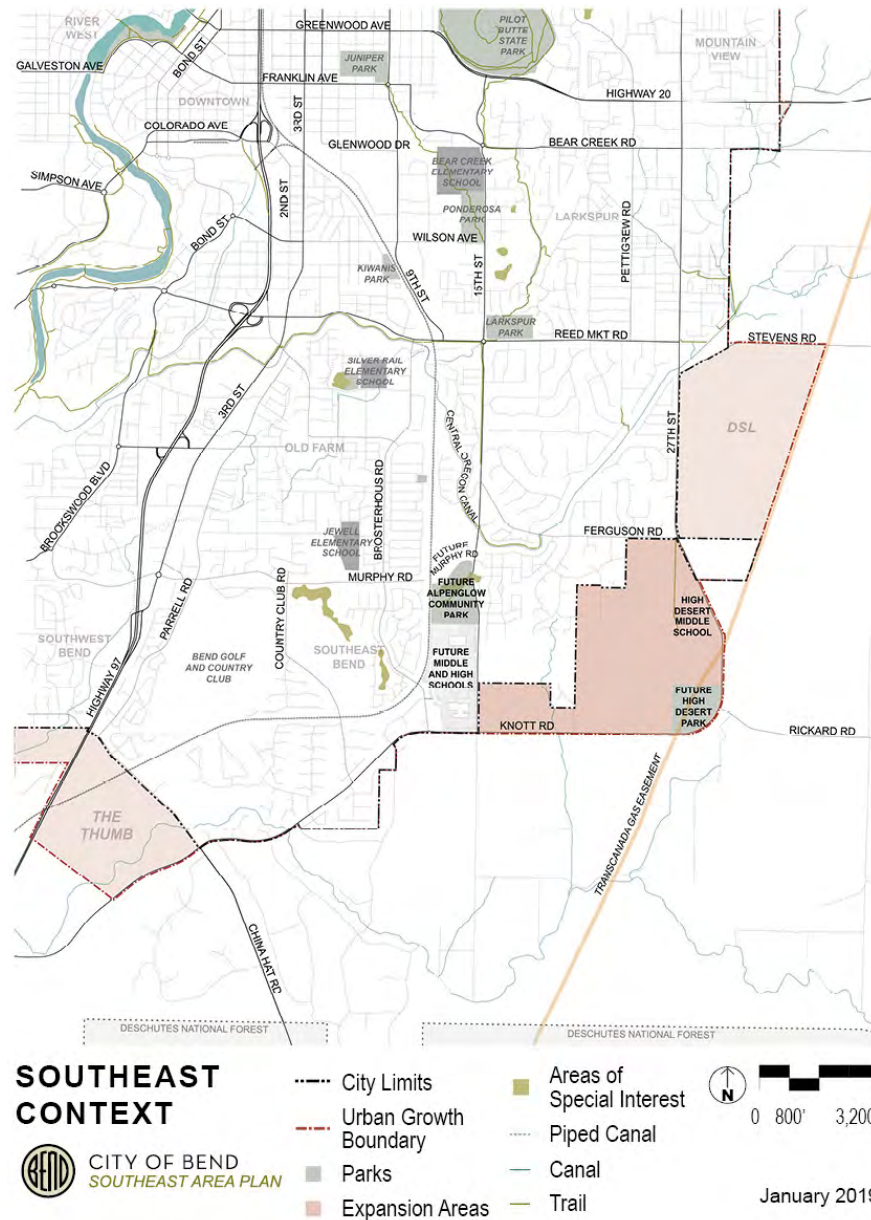 RIVER
WEST
GREENWOOD AVE
PILOT
BUTTE
STATE
PARK
BOND ST
JUNIPER
PARK
MOUNTAIN
VIEW
GALVESTON AVE
FRANKLIN AVE
3RD ST
HIGHWAY 20
DOWNTOWN
COLORADO AVE
GLENWOOD DR
BEAR CREEK RD
BEAR CREEK
ELEMENTARY
SCHOOL
SIMPSON AVE
2ND ST
PONDEROSA
PARK
LARKSPUR
PETTIGREW RD
BOND ST
WILSON AVE
KIWANIS
PARK
9TH ST
15TH ST
LARKSPUR
PARK
REED MKT RD
STEVENS RD
SILVER RAIL
ELEMENTARY
SCHOOL
3RD ST
27TH ST
DSL
OLD FARM
CENTRAL OREGON CANAL
BROOKSWOOD BLVD
BROSTERHOUS RD
JEWELL
ELEMENTARY
SCHOOL
FERGUSON RD
FUTURE
MURPHY RD
MURPHY RD
FUTURE
ALPENGLOW
COMMUNITY
PARK
HIGH
DESERT
MIDDLE
SCHOOL
PARRELL RD
COUNTRY CLUB RD
SOUTHWEST
BEND
BEND GOLF
AND COUNTRY
CLUB
SOUTHEAST
BEND
FUTURE
MIDDLE
AND HIGH
SCHOOLS
HIGHWAY 97
FUTURE
HIGH
DESERT
PARK
KNOTT RD
RICKARD RD
TRANSCANADA GAS EASEMENT
THE
THUMB
CHINA HAT RD
DESCHUTES NATIONAL FOREST
DESCHUTES NATIONAL FOREST
SOUTHEAST
CONTEXT
BEND
CITY OF BEND
SOUTHEAST AREA PLAN
City Limits
Urban Growth
Boundary
Parks
Expansion Areas
Areas of
Special Interest
Piped Canal
Canal
Trail
N
0 800' 3,200
January 2019